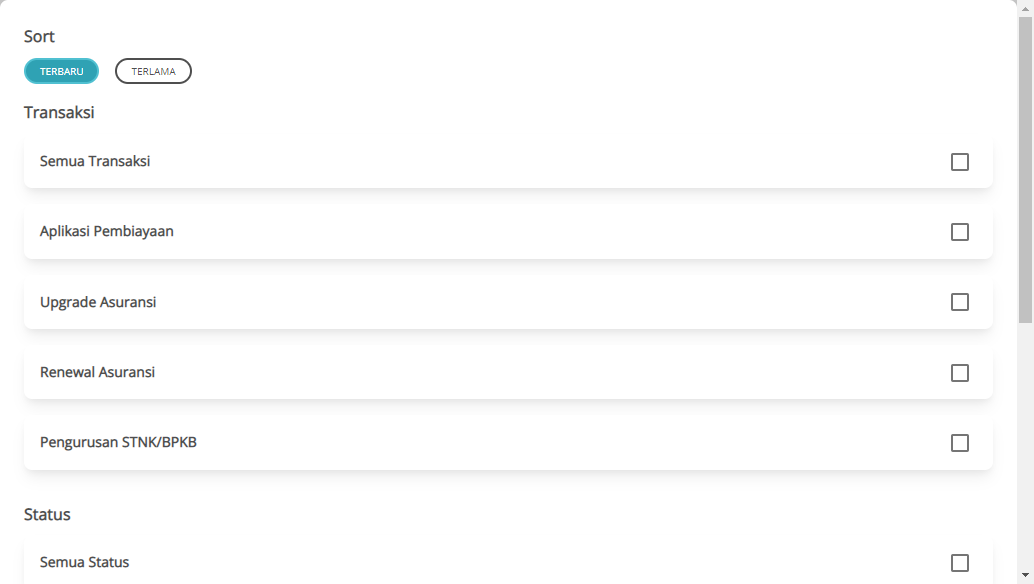 Sort
TERBARU TERLAMA
Transaksi
Semua Transaksi
Aplikasi Pembiayaan
Upgrade Asuransi
Renewal Asuransi
Pengurusan STNK/BPKB
Status
Semua Status